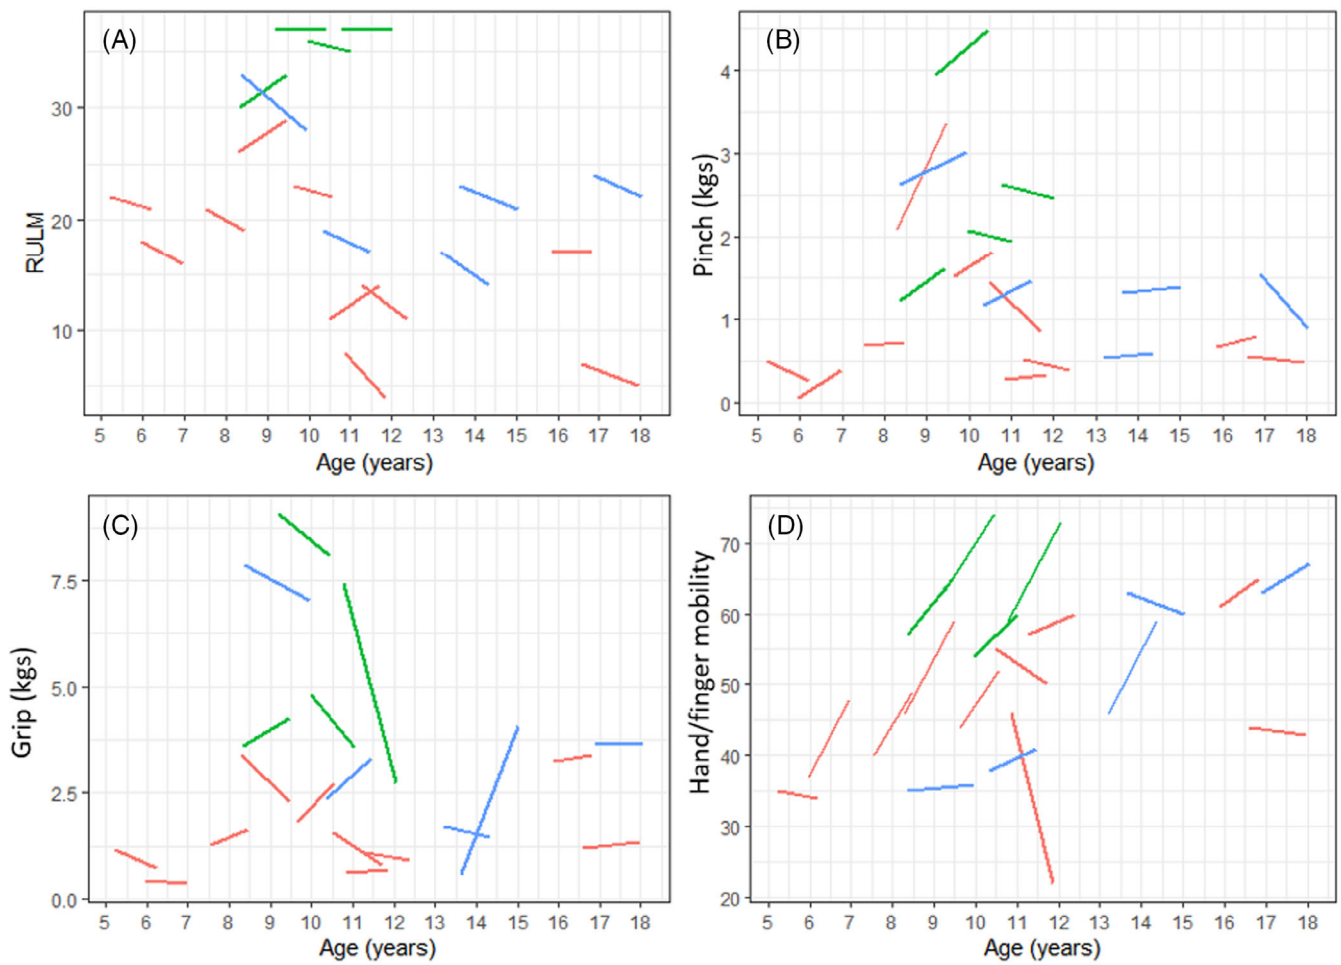 (A)
RULM
30
20
10
5 6 7 8 9 10 11 12 13 14 15 16 17 18
Age (years)
(B)
Pinch (kgs)
4
3
2
1
0
5 6 7 8 9 10 11 12 13 14 15 16 17 18
Age (years)
(C)
Grip (kgs)
7.5
5.0
2.5
0.0
5 6 7 8 9 10 11 12 13 14 15 16 17 18
Age (years)
(D)
Hand/finger mobility
70
60
50
40
30
20
5 6 7 8 9 10 11 12 13 14 15 16 17 18
Age (years)